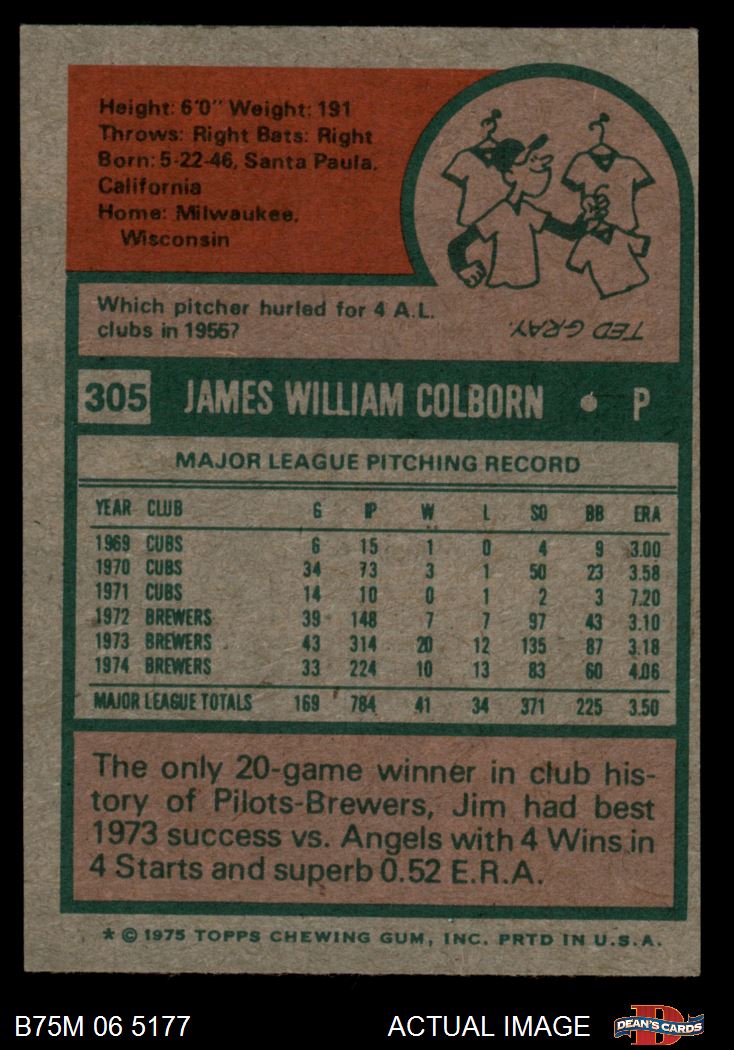 Height: 6'0" Weight: 191
Throws: Right Bats: Right
Born: 5-22-46, Santa Paula,
California
Home: Milwaukee,
Wisconsin
Which pitcher hurled for 4 A.L.
clubs in 1955?
TED GRAY.
305 JAMES WILLIAM COLBORN • P
MAJOR LEAGUE PITCHING RECORD
YEAR CLUB G IP W L SO BB ERA
1969 CUBS 6 15 1 0 4 9 3.00
1970 CUBS 34 73 3 1 50 23 3.58
1971 CUBS 14 10 0 1 2 3 7.20
1972 BREWERS 39 148 7 7 97 43 3.10
1973 BREWERS 43 314 20 12 135 87 3.18
1974 BREWERS 33 224 10 13 83 60 4.06
MAJOR LEAGUE TOTALS 169 784 41 34 371 225 3.50
The only 20-game winner in club his-
tory of Pilots-Brewers, Jim had best
1973 success vs. Angels with 4 Wins in
4 Starts and superb 0.52 E.R.A.
* © 1975 TOPPS CHEWING GUM, INC. PRTD IN U.S.A.
B75M 06 5177 ACTUAL IMAGE D DEAN'S CARDS